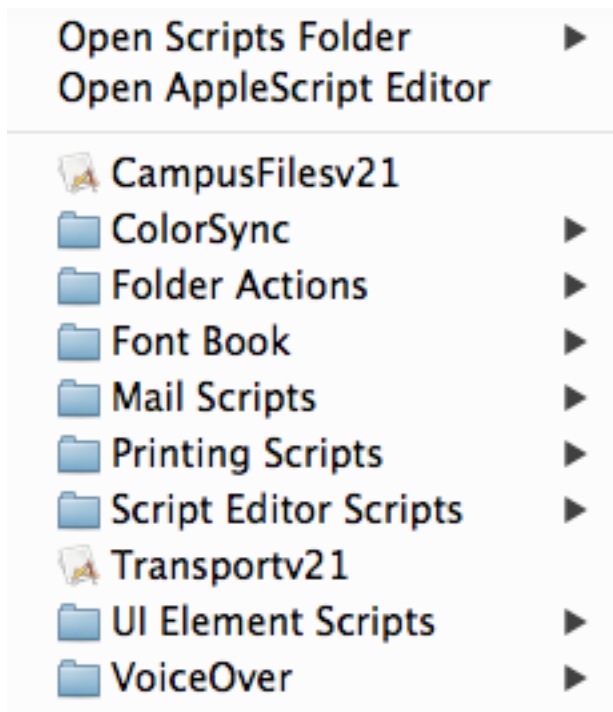 Open Scripts Folder
Open AppleScript Editor
CampusFilesv21
ColorSync
Folder Actions
Font Book
Mail Scripts
Printing Scripts
Script Editor Scripts
Transportv21
UI Element Scripts
VoiceOver